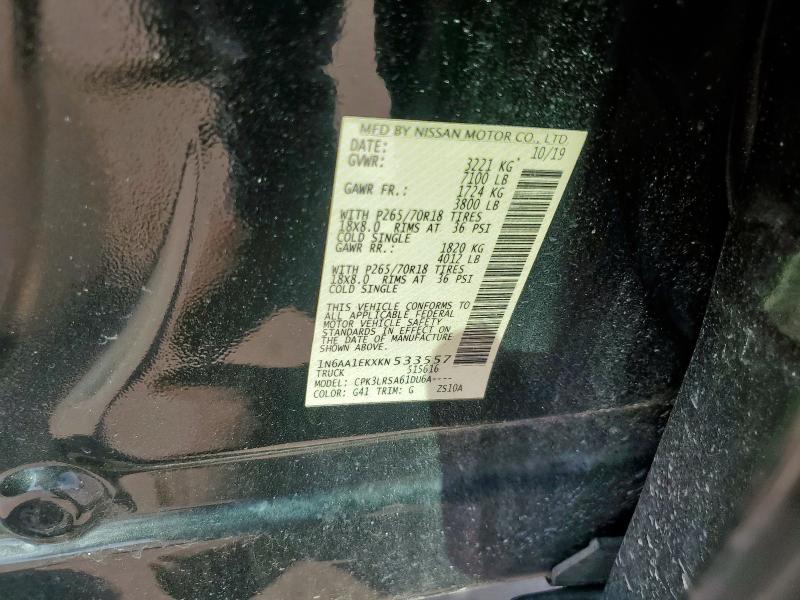 MFD BY NISSAN MOTOR CO., LTD
DATE: 10/19
GVWR: 3221 KG
7100 LB
GAWR FR.: 1724 KG
3800 LB
WITH P265/70R18 TIRES
18X8.0 RIMS AT 36 PSI
COLD SINGLE
GAWR RR.: 1820 KG
4012 LB
WITH P265/70R18 TIRES
18X8.0 RIMS AT 36 PSI
COLD SINGLE
THIS VEHICLE CONFORMS TO
ALL APPLICABLE FEDERAL
MOTOR VEHICLE SAFETY
STANDARDS IN EFFECT ON
THE DATE OF MANUFACTURE
SHOWN ABOVE.
1N6AA1EKXKN533557
TRUCK 515616
MODEL: CPK3LRSA61DU6A----
COLOR: G41 TRIM: G ZS10A